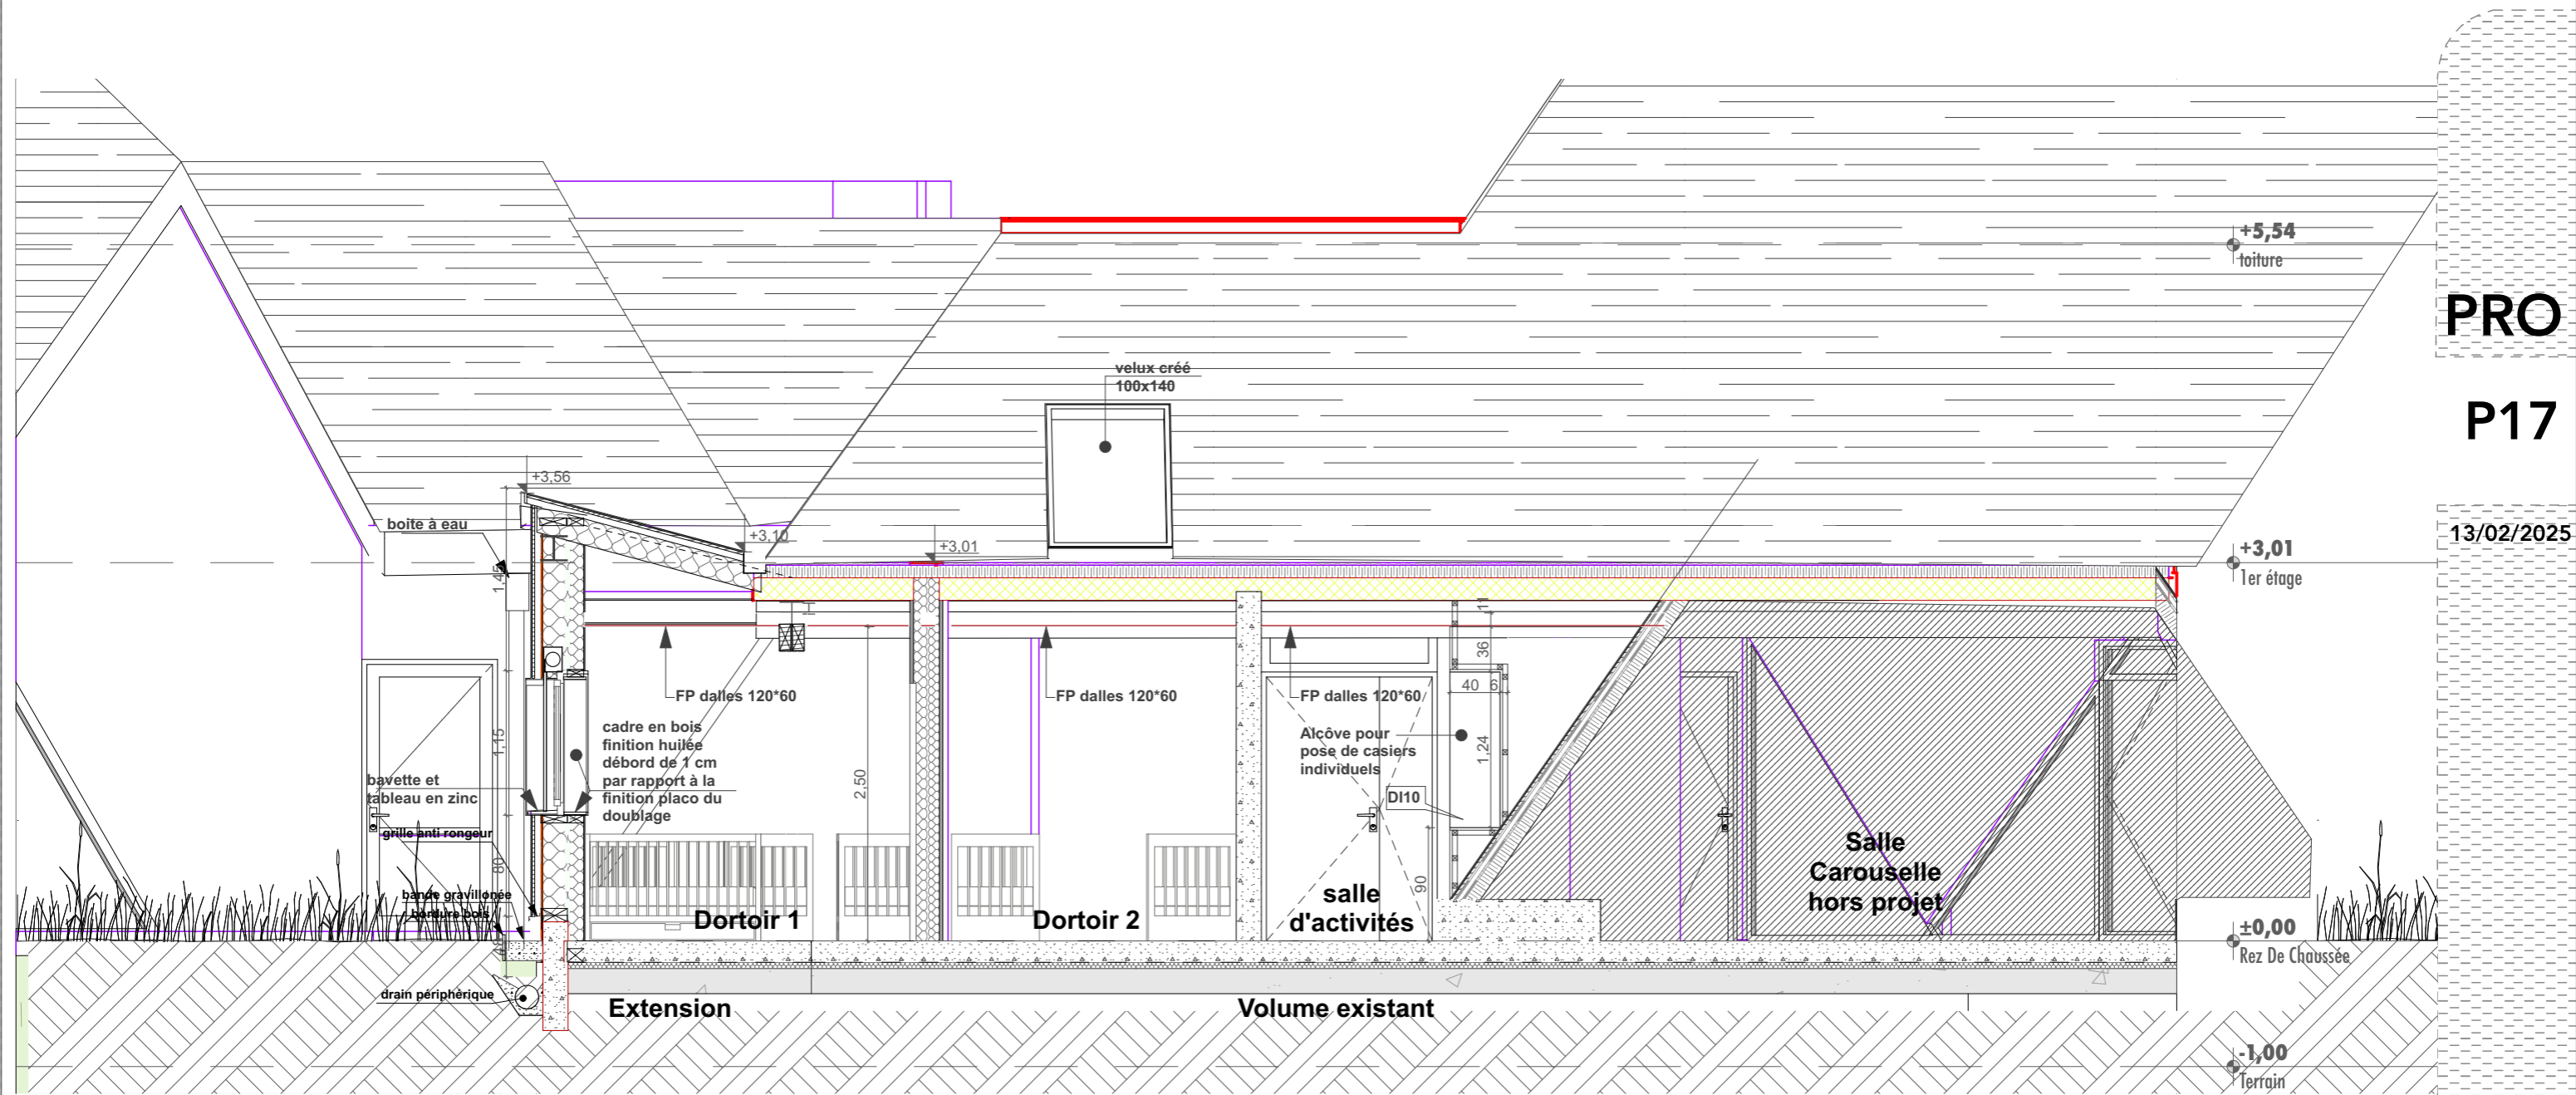 +5,54
toiture
PRO
P17
13/02/2025
velux créé
100x140
+3,56
boite à eau
+3,10
+3,01
+3,01
1er étage
1,45
11
36
40 6
FP dalles 120*60
FP dalles 120*60
FP dalles 120*60
cadre en bois
finition huilée
débord de 1 cm
par rapport à la
finition placo du
doublage
Alcôve pour
pose de casiers
individuels
1,15
2,50
1,24
DI10
bavette et
tableau en zinc
grille anti rongeur
80
90
bande gravillonée
bordure bois
Dortoir 1
Dortoir 2
salle
d'activités
Salle
Carouselle
hors projet
±0,00
Rez De Chaussée
drain périphèrique
Extension
Volume existant
-1,00
Terrain